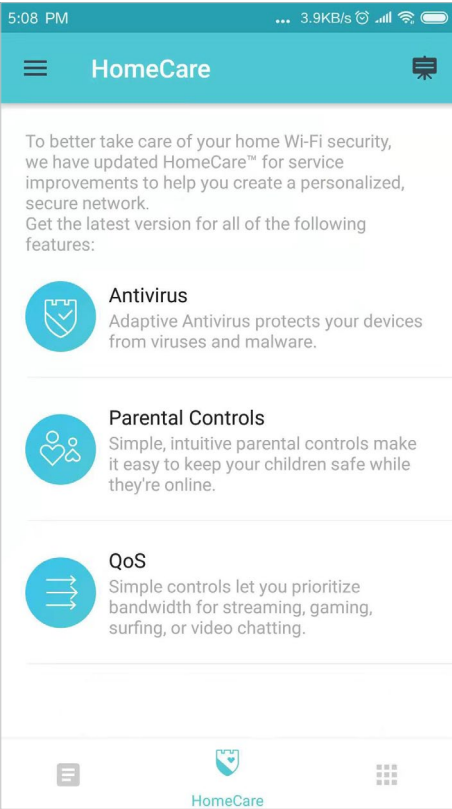 5:08 PM ... 3.9KB/s
HomeCare
To better take care of your home Wi-Fi security,
we have updated HomeCare™ for service
improvements to help you create a personalized,
secure network.
Get the latest version for all of the following
features:
Antivirus
Adaptive Antivirus protects your devices
from viruses and malware.
Parental Controls
Simple, intuitive parental controls make
it easy to keep your children safe while
they're online.
QoS
Simple controls let you prioritize
bandwidth for streaming, gaming,
surfing, or video chatting.
HomeCare